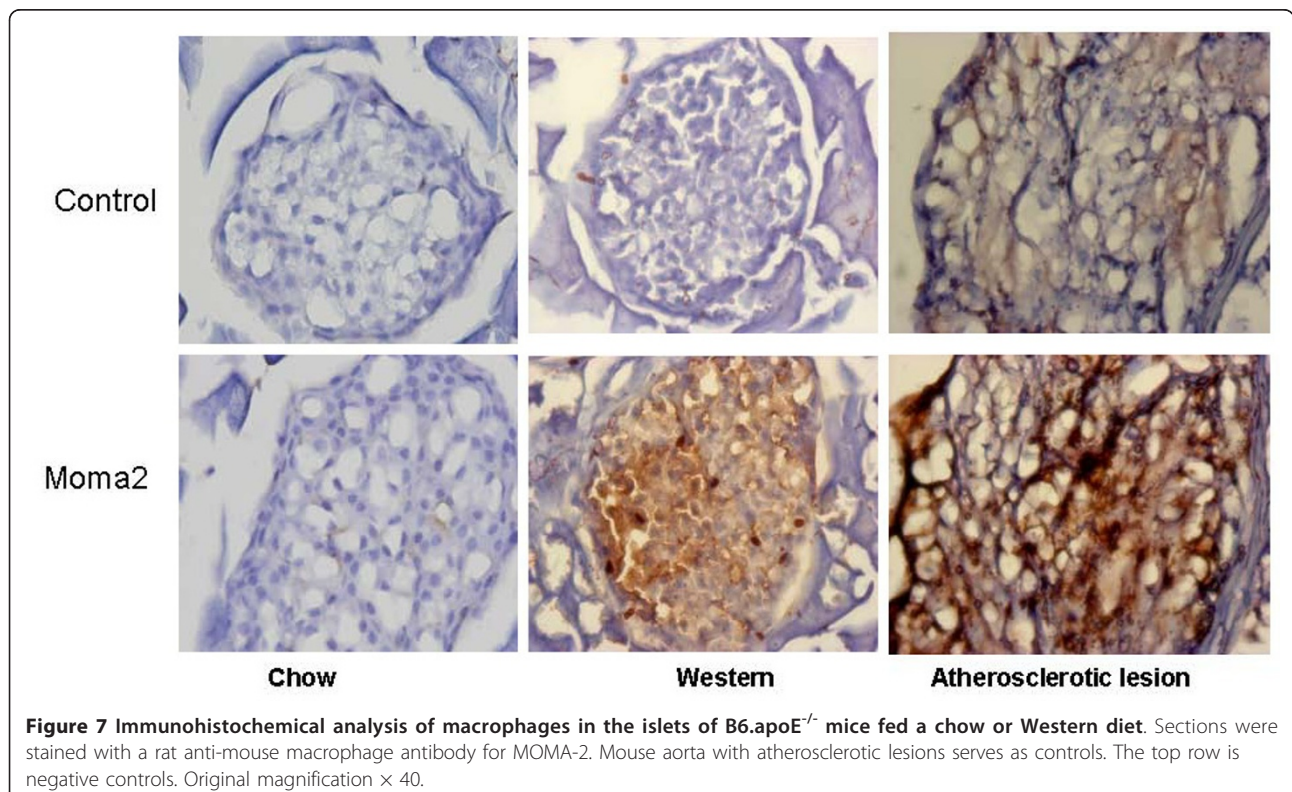 Control
Moma2
Chow
Western
Atherosclerotic lesion
Figure 7 Immunohistochemical analysis of macrophages in the islets of B6.apoE-/- mice fed a chow or Western diet. Sections were
stained with a rat anti-mouse macrophage antibody for MOMA-2. Mouse aorta with atherosclerotic lesions serves as controls. The top row is
negative controls. Original magnification × 40.